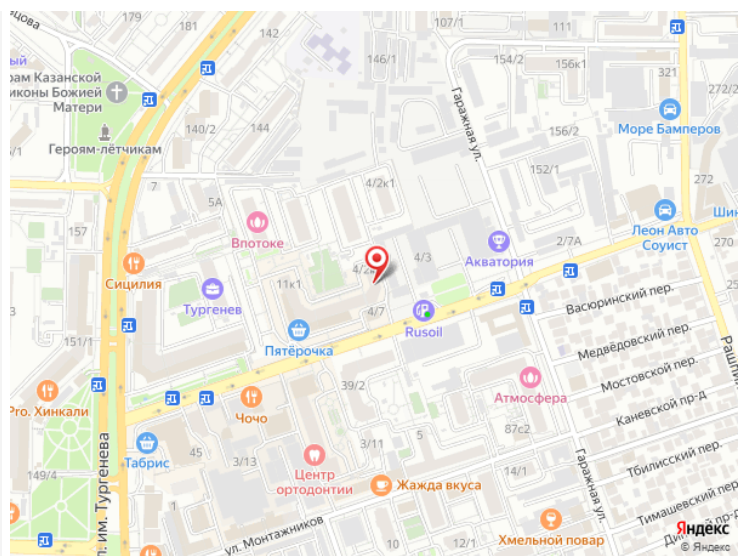 179
181
142
107/1
111
154/2
156к1
321
272/2
146/1
Храм Казанской
иконы Божией
Матери
144
140/2
Гаражная ул.
Море Бамперов
156/2
Героям-лётчикам
152/1
272
7
5А
4/2к1
157
Впотоке
Леон Авто
Соуист
270
2/7А
Акватория
4/3
Сицилия
11к1
Тургенев
4/7
Rusoil
Васюринский пер.
Пятёрочка
Медведовский пер.
151/1
39/2
Мостовской пер.
Pro. Хинкали
Чочо
Атмосфера
Каневской пр-д
87с2
Табрис
45
3/13
3/11
5
Тбилисский пер.
149/4
Центр
ортодонтии
14/1
Гаражная ул.
Жажда вкуса
Тимашевский пер.
ул. Монтажников
Хмельной повар
10
12/1
Яндекс
© Яндекс